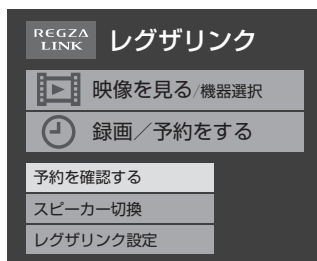 REGZA
LINK
レグザリンク
映像を見る/機器選択
録画／予約をする
予約を確認する
スピーカー切換
レグザリンク設定